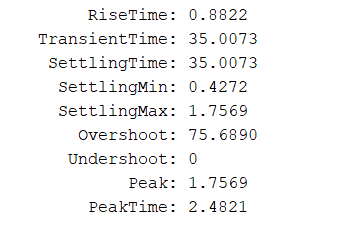 RiseTime: 0.8822
TransientTime: 35.0073
SettlingTime: 35.0073
SettlingMin: 0.4272
SettlingMax: 1.7569
Overshoot: 75.6890
Undershoot: 0
Peak: 1.7569
PeakTime: 2.4821